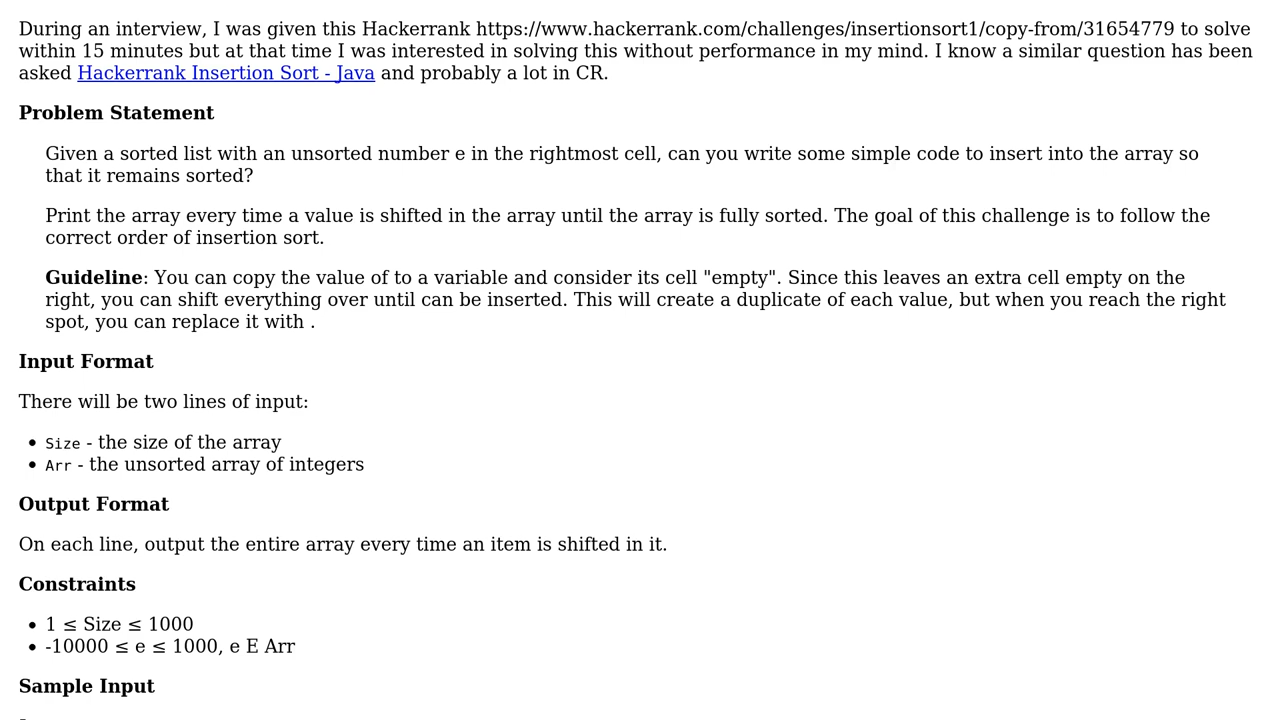 During an interview, I was given this Hackerrank https://www.hackerrank.com/challenges/insertionsort1/copy-from/31654779 to solve
within 15 minutes but at that time I was interested in solving this without performance in my mind. I know a similar question has been
asked Hackerrank Insertion Sort - Java and probably a lot in CR.
Problem Statement
Given a sorted list with an unsorted number e in the rightmost cell, can you write some simple code to insert into the array so
that it remains sorted?
Print the array every time a value is shifted in the array until the array is fully sorted. The goal of this challenge is to follow the
correct order of insertion sort.
Guideline: You can copy the value of to a variable and consider its cell "empty". Since this leaves an extra cell empty on the
right, you can shift everything over until can be inserted. This will create a duplicate of each value, but when you reach the right
spot, you can replace it with .
Input Format
There will be two lines of input:
• Size - the size of the array
• Arr - the unsorted array of integers
Output Format
On each line, output the entire array every time an item is shifted in it.
Constraints
• 1 ≤ Size ≤ 1000
• -10000 ≤ e ≤ 1000, e E Arr
Sample Input